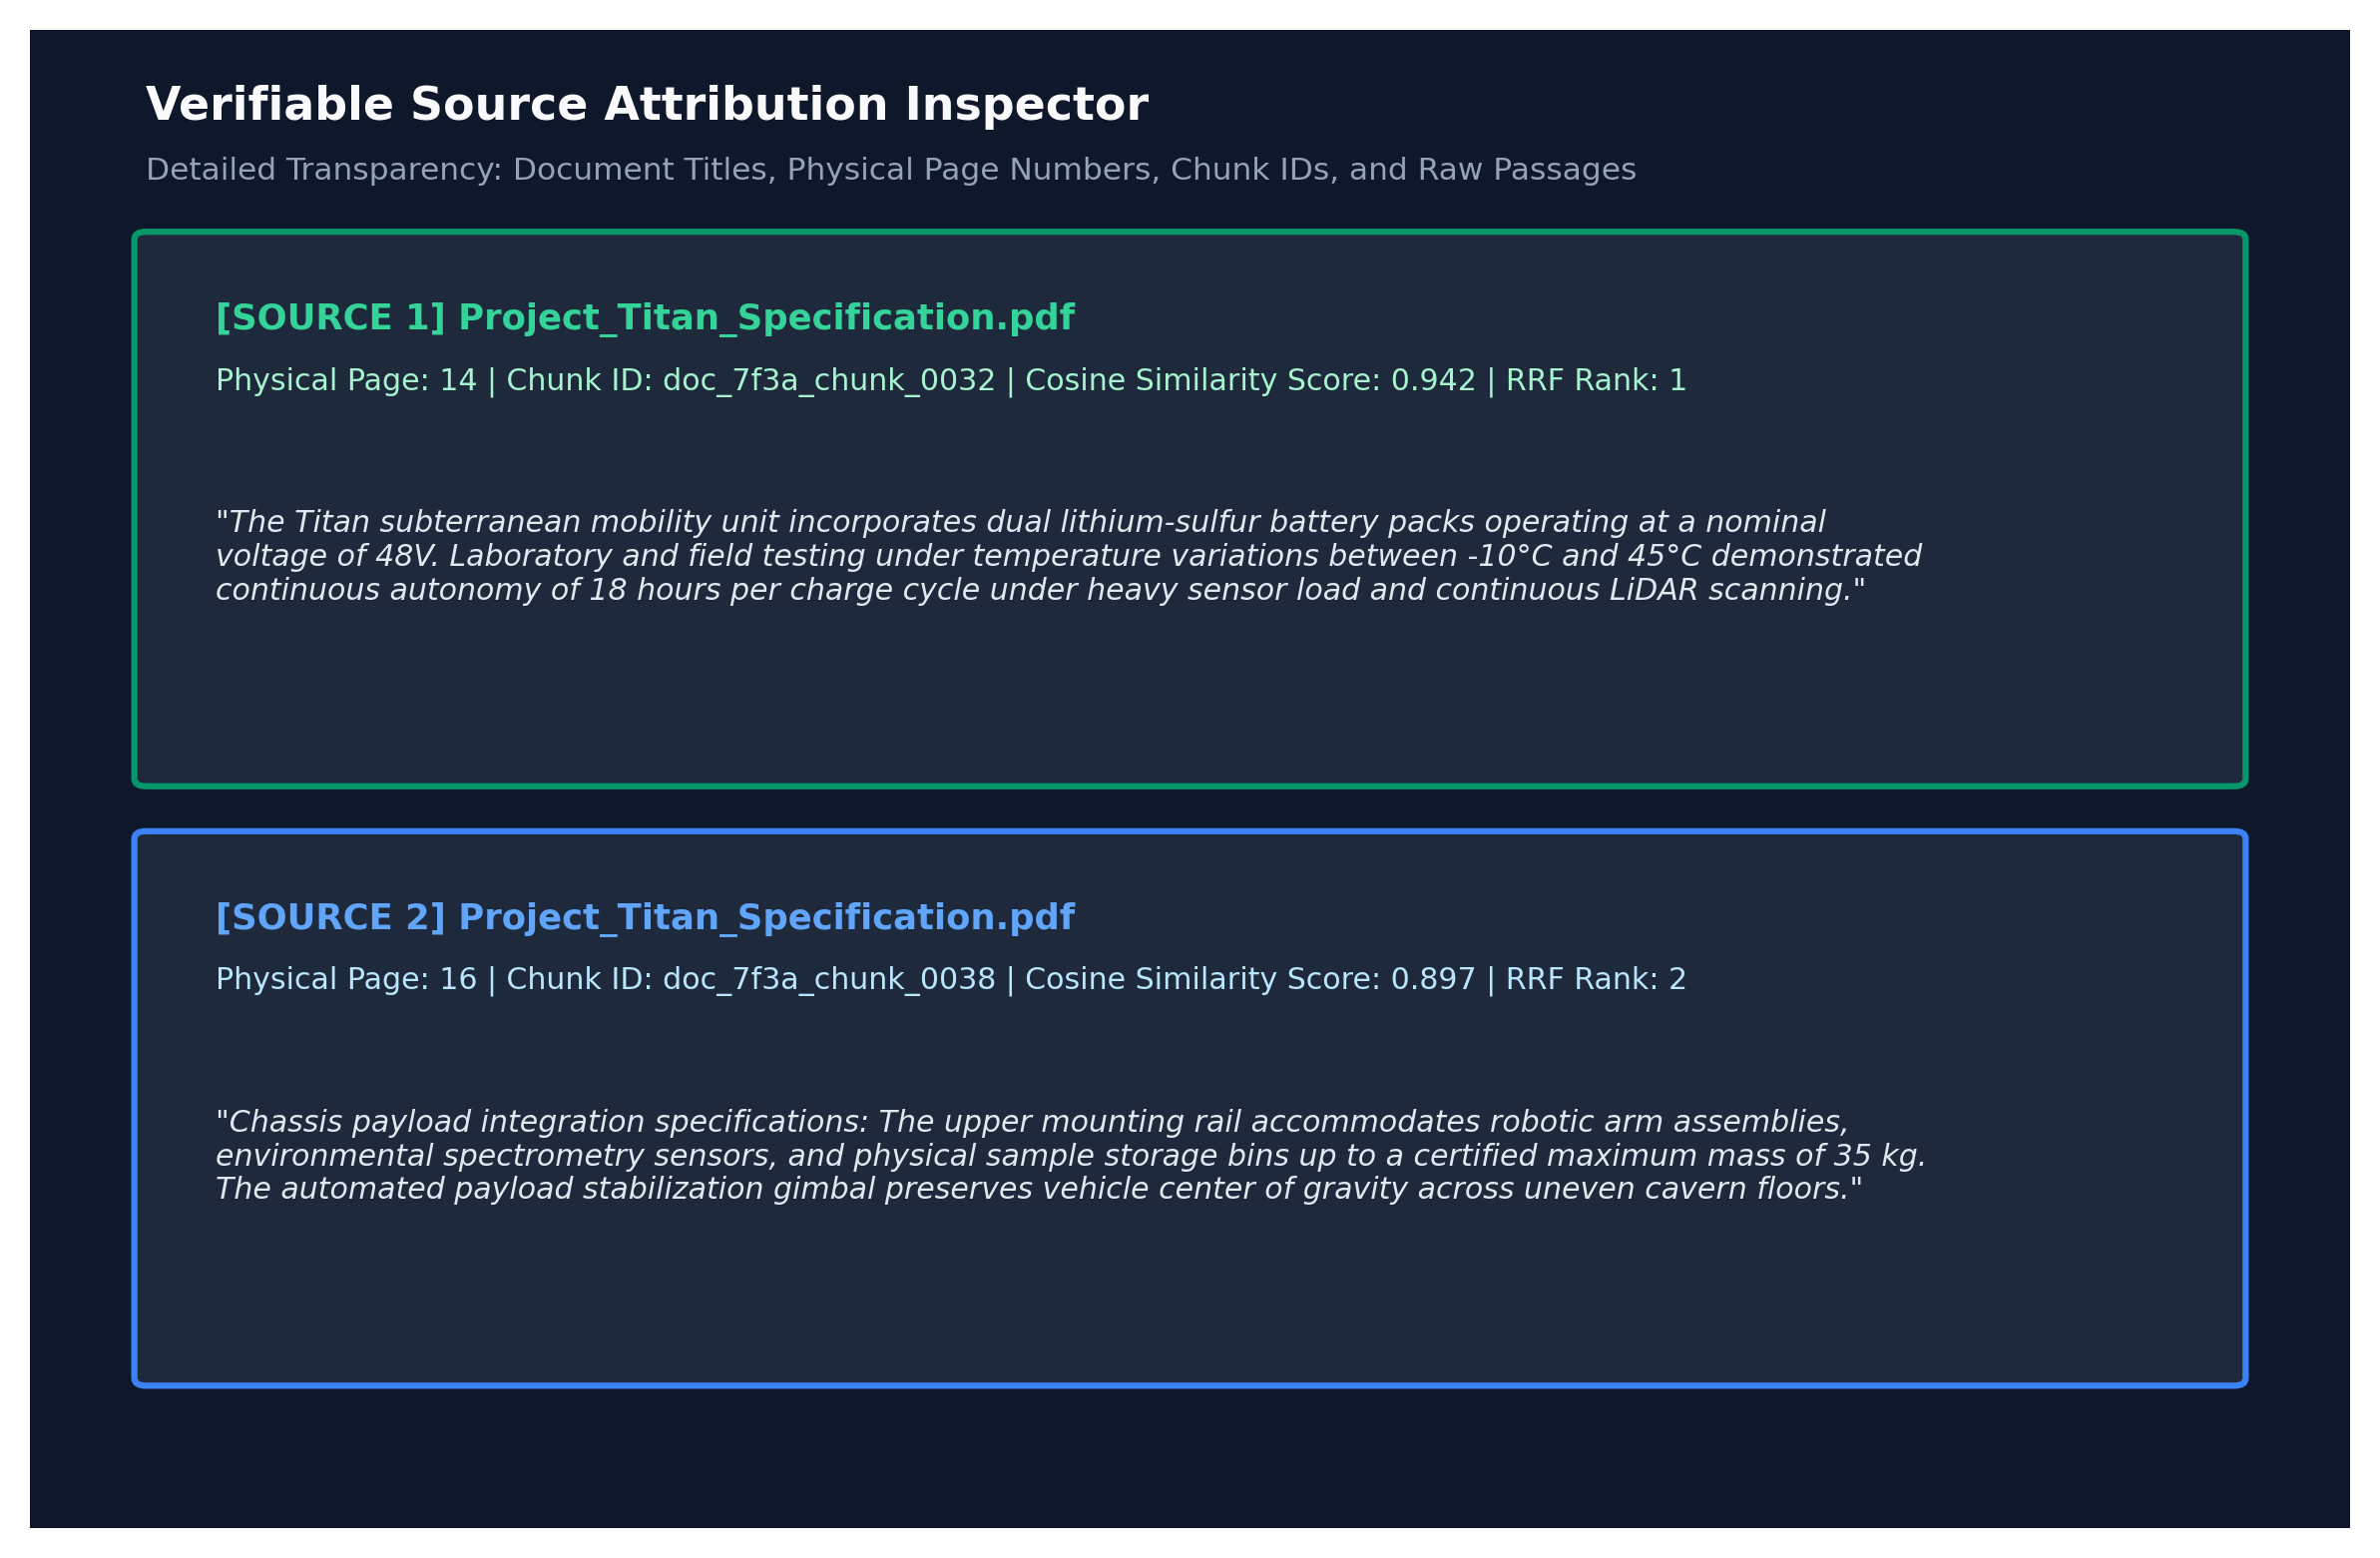 Verifiable Source Attribution Inspector
Detailed Transparency: Document Titles, Physical Page Numbers, Chunk IDs, and Raw Passages
[SOURCE 1] Project_Titan_Specification.pdf
Physical Page: 14 | Chunk ID: doc_7f3a_chunk_0032 | Cosine Similarity Score: 0.942 | RRF Rank: 1
"The Titan subterranean mobility unit incorporates dual lithium-sulfur battery packs operating at a nominal
voltage of 48V. Laboratory and field testing under temperature variations between -10°C and 45°C demonstrated
continuous autonomy of 18 hours per charge cycle under heavy sensor load and continuous LiDAR scanning."
[SOURCE 2] Project_Titan_Specification.pdf
Physical Page: 16 | Chunk ID: doc_7f3a_chunk_0038 | Cosine Similarity Score: 0.897 | RRF Rank: 2
"Chassis payload integration specifications: The upper mounting rail accommodates robotic arm assemblies,
environmental spectrometry sensors, and physical sample storage bins up to a certified maximum mass of 35 kg.
The automated payload stabilization gimbal preserves vehicle center of gravity across uneven cavern floors."